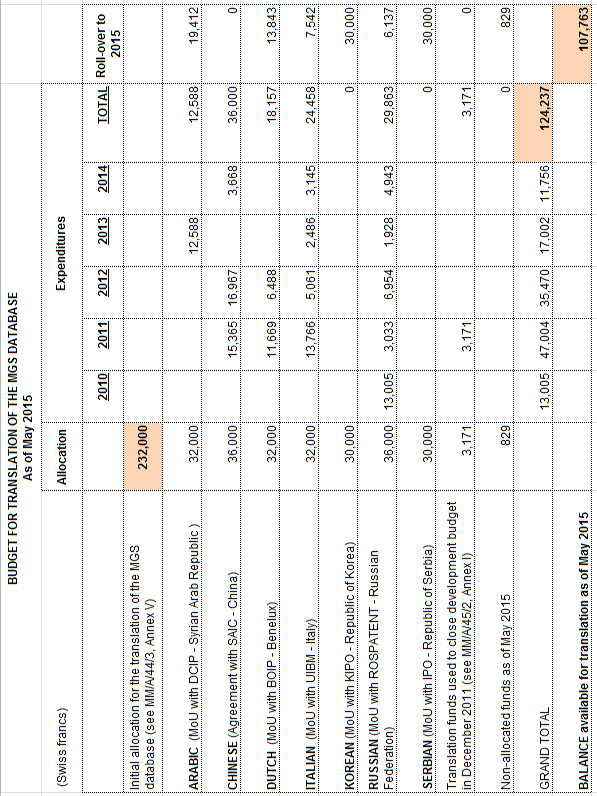 BUDGET FOR TRANSLATION OF THE MGS DATABASE
As of May 2015
(Swiss francs) Allocation Expenditures Roll-over to 2015
2010 2011 2012 2013 2014 TOTAL
Initial allocation for the translation of the MGS
database (see MM/A/44/3, Annex V) 232,000
ARABIC (MoU with DCIP - Syrian Arab Republic ) 32,000 12,588 12,588 19,412
CHINESE (Agreement with SAIC - China) 36,000 15,365 16,967 3,668 36,000 0
DUTCH (MoU with BOIP - Benelux) 32,000 11,669 6,488 18,157 13,843
ITALIAN (MoU with UIBM - Italy) 32,000 13,766 5,061 2,486 3,145 24,458 7,542
KOREAN (MoU with KIPO - Republic of Korea) 30,000 0 30,000
RUSSIAN (MoU with ROSPATENT - Russian
Federation) 36,000 13,005 3,033 6,954 1,928 4,943 29,863 6,137
SERBIAN (MoU with IPO - Republic of Serbia) 30,000 0 30,000
Translation funds used to close development budget
in December 2011 (see MM/A/45/2, Annex I) 3,171 3,171 3,171 0
Non-allocated funds as of May 2015 829 0 829
GRAND TOTAL 13,005 47,004 35,470 17,002 11,756 124,237
BALANCE available for translation as of May 2015 107,763